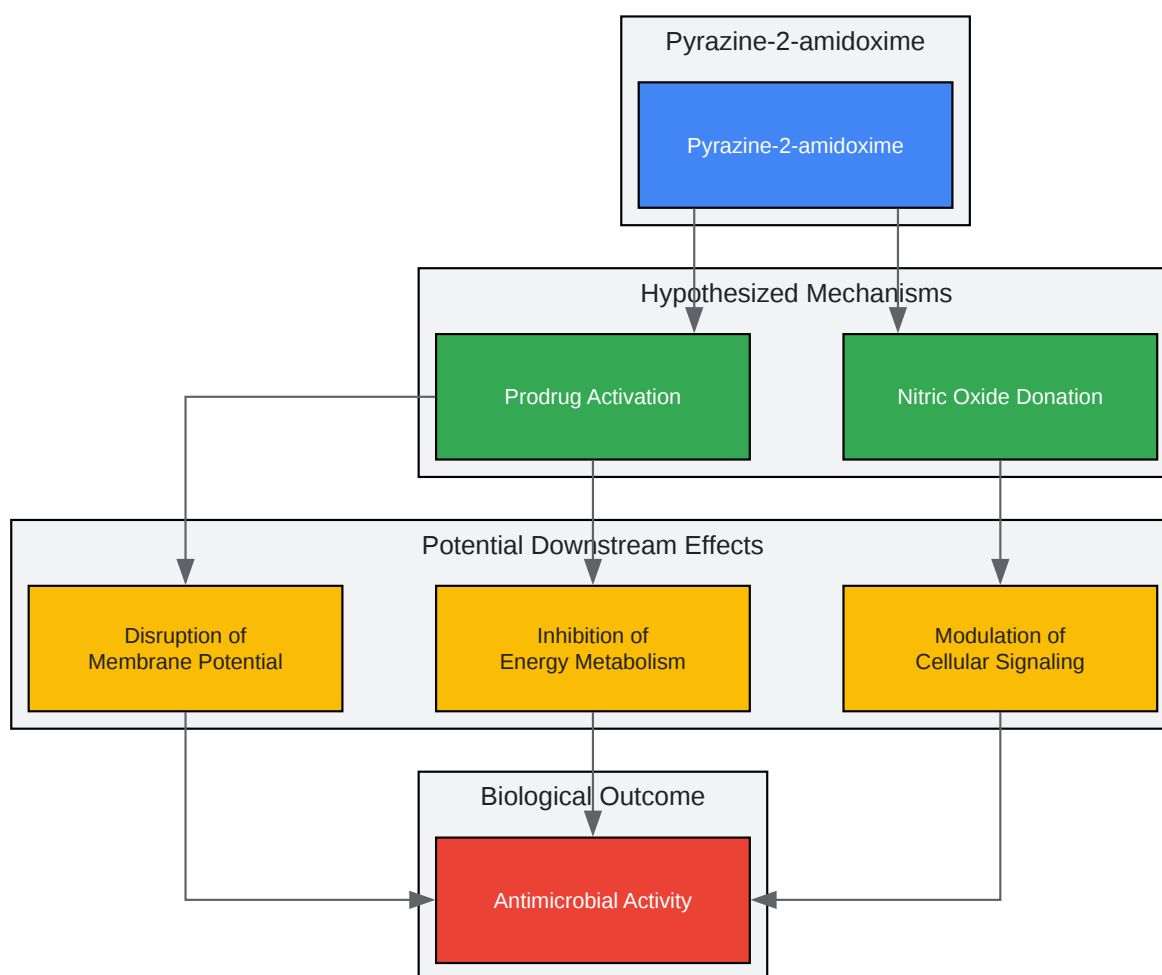 Pyrazine-2-amidoxime
Pyrazine-2-amidoxime
Hypothesized Mechanisms
Prodrug Activation
Nitric Oxide Donation
Potential Downstream Effects
Disruption of
Membrane Potential
Inhibition of
Energy Metabolism
Modulation of
Cellular Signaling
Biological Outcome
Antimicrobial Activity